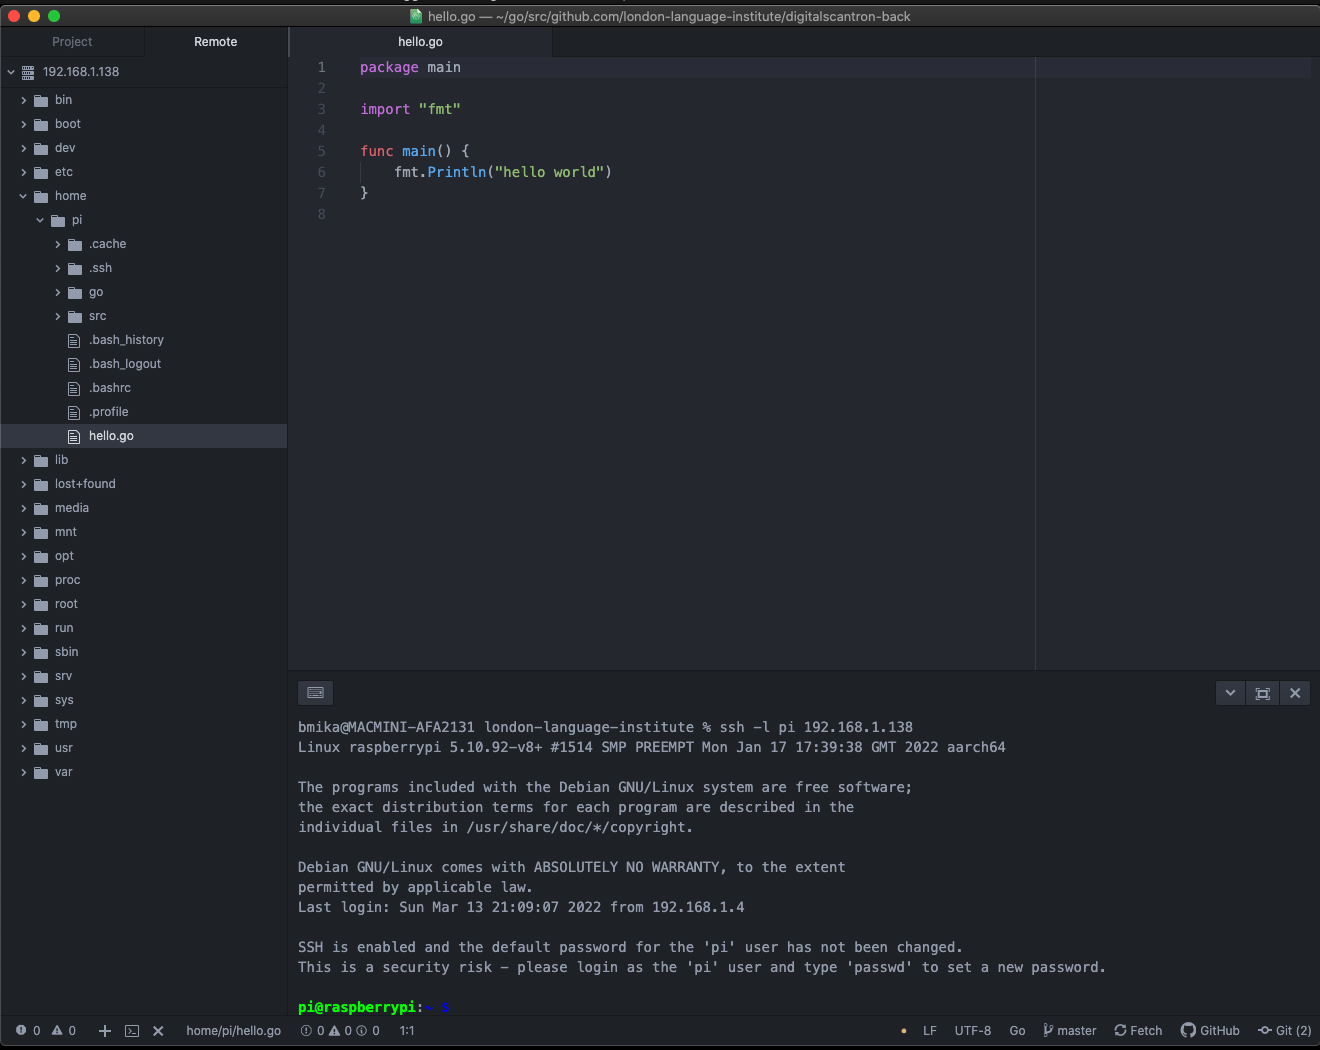 hello.go — ~/go/src/github.com/london-language-institute/digitalscantron-back
Project
Remote
hello.go
192.168.1.138
bin
boot
dev
etc
home
pi
.cache
.ssh
go
src
.bash_history
.bash_logout
.bashrc
.profile
hello.go
lib
lost+found
media
mnt
opt
proc
root
run
sbin
srv
sys
tmp
usr
var
1 package main
2
3 import "fmt"
4
5 func main() {
6 fmt.Println("hello world")
7 }
8
bmika@MACMINI-AFA2131 london-language-institute % ssh -l pi 192.168.1.138
Linux raspberrypi 5.10.92-v8+ #1514 SMP PREEMPT Mon Jan 17 17:39:38 GMT 2022 aarch64
The programs included with the Debian GNU/Linux system are free software;
the exact distribution terms for each program are described in the
individual files in /usr/share/doc/*/copyright.
Debian GNU/Linux comes with ABSOLUTELY NO WARRANTY, to the extent
permitted by applicable law.
Last login: Sun Mar 13 21:09:07 2022 from 192.168.1.4
SSH is enabled and the default password for the 'pi' user has not been changed.
This is a security risk - please login as the 'pi' user and type 'passwd' to set a new password.
pi@raspberrypi:~ $
0 0 home/pi/hello.go 0 0 0 1:1 LF UTF-8 Go master Fetch GitHub Git (2)